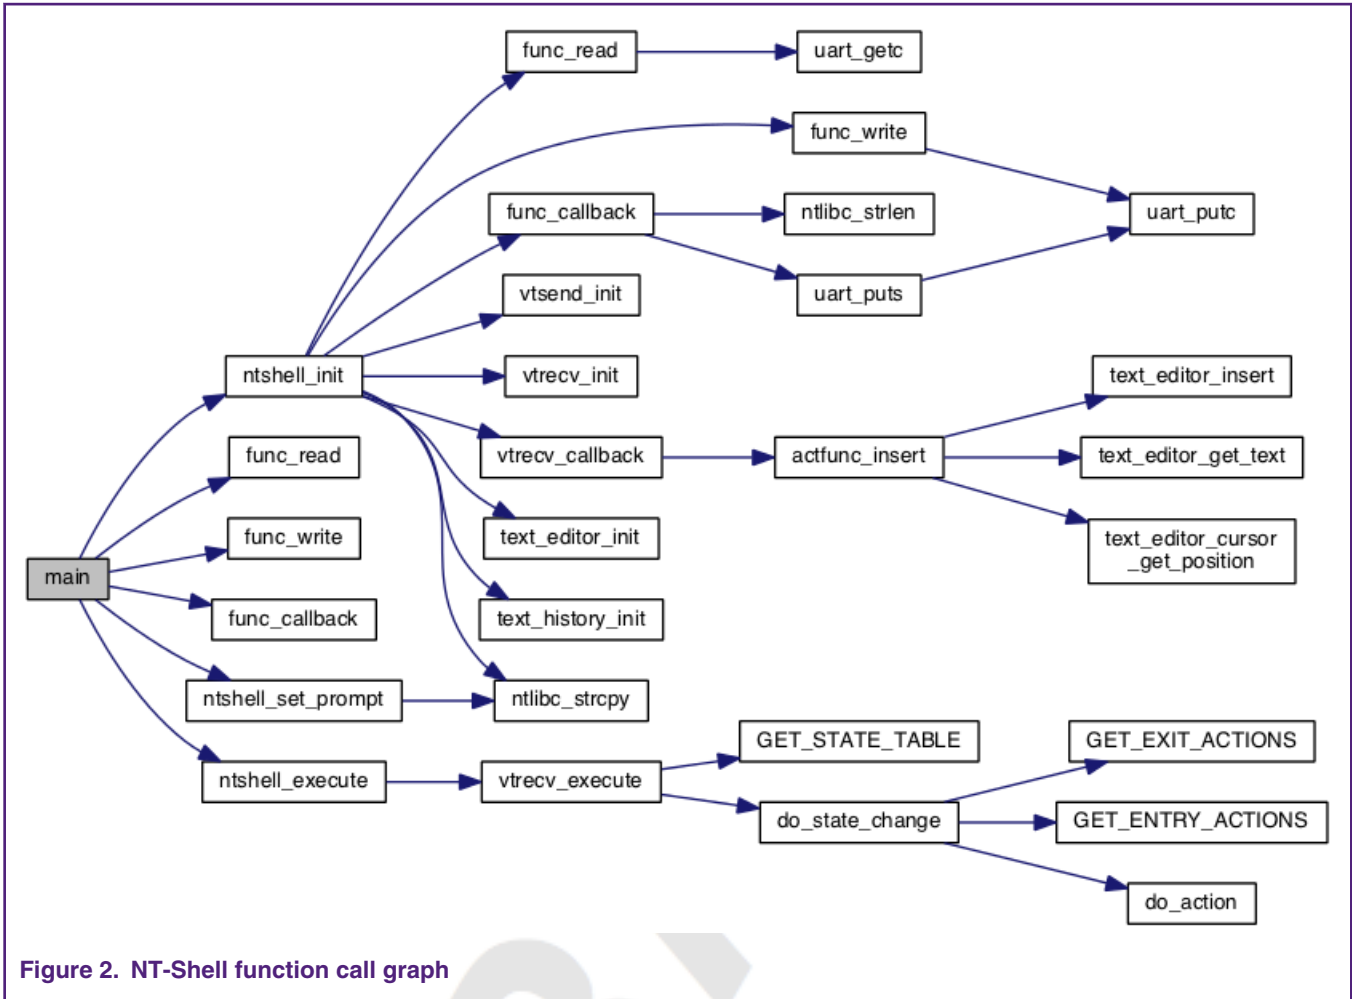 func_read
uart_getc
func_write
func_callback
ntlibc_strlen
uart_putc
vtsend_init
uart_puts
ntshell_init
vtrecv_init
text_editor_insert
func_read
vtrecv_callback
actfunc_insert
text_editor_get_text
func_write
text_editor_init
text_editor_cursor
_get_position
main
func_callback
text_history_init
ntshell_set_prompt
ntlibc_strcpy
GET_STATE_TABLE
GET_EXIT_ACTIONS
ntshell_execute
vtrecv_execute
do_state_change
GET_ENTRY_ACTIONS
do_action
Figure 2. NT-Shell function call graph